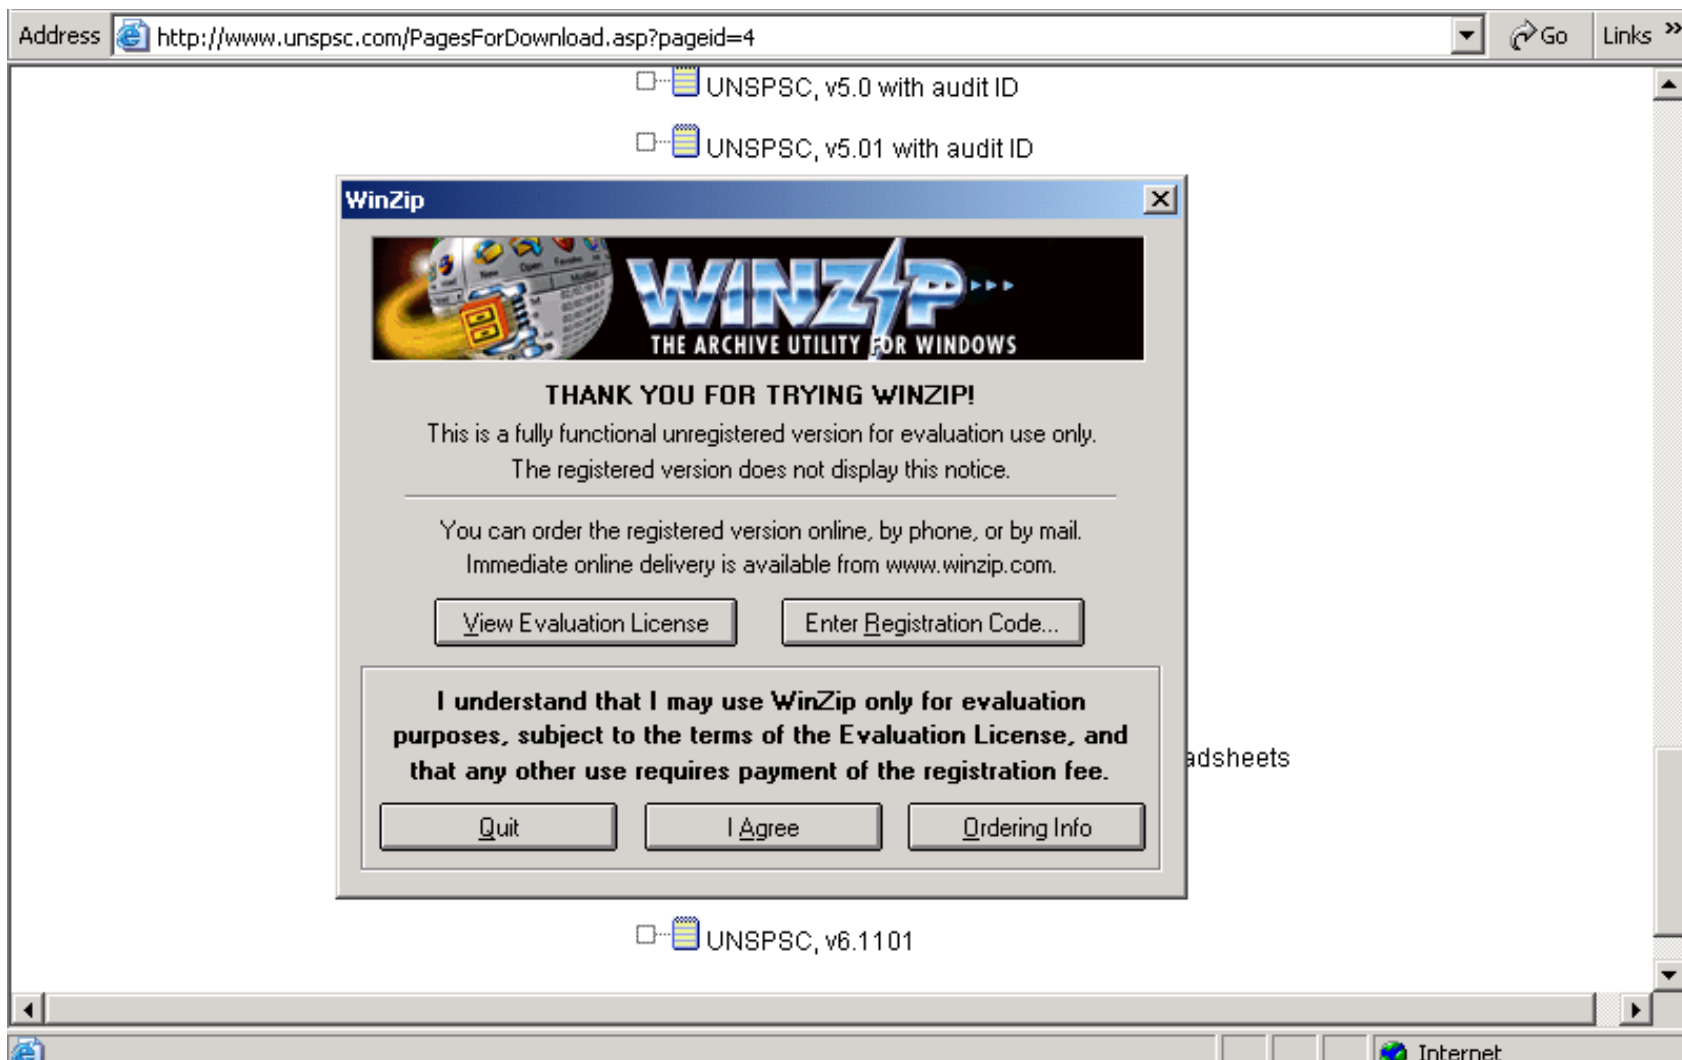 Address http://www.unspsc.com/PagesForDownload.asp?pageid=4 Go Links »
UNSPSC, v5.0 with audit ID
UNSPSC, v5.01 with audit ID
WinZip
WINZIP
THE ARCHIVE UTILITY FOR WINDOWS
THANK YOU FOR TRYING WINZIP!
This is a fully functional unregistered version for evaluation use only.
The registered version does not display this notice.
You can order the registered version online, by phone, or by mail.
Immediate online delivery is available from www.winzip.com.
View Evaluation License Enter Registration Code...
I understand that I may use WinZip only for evaluation
purposes, subject to the terms of the Evaluation License, and
that any other use requires payment of the registration fee.
adsheets
Quit I Agree Ordering Info
UNSPSC, v6.1101
Internet